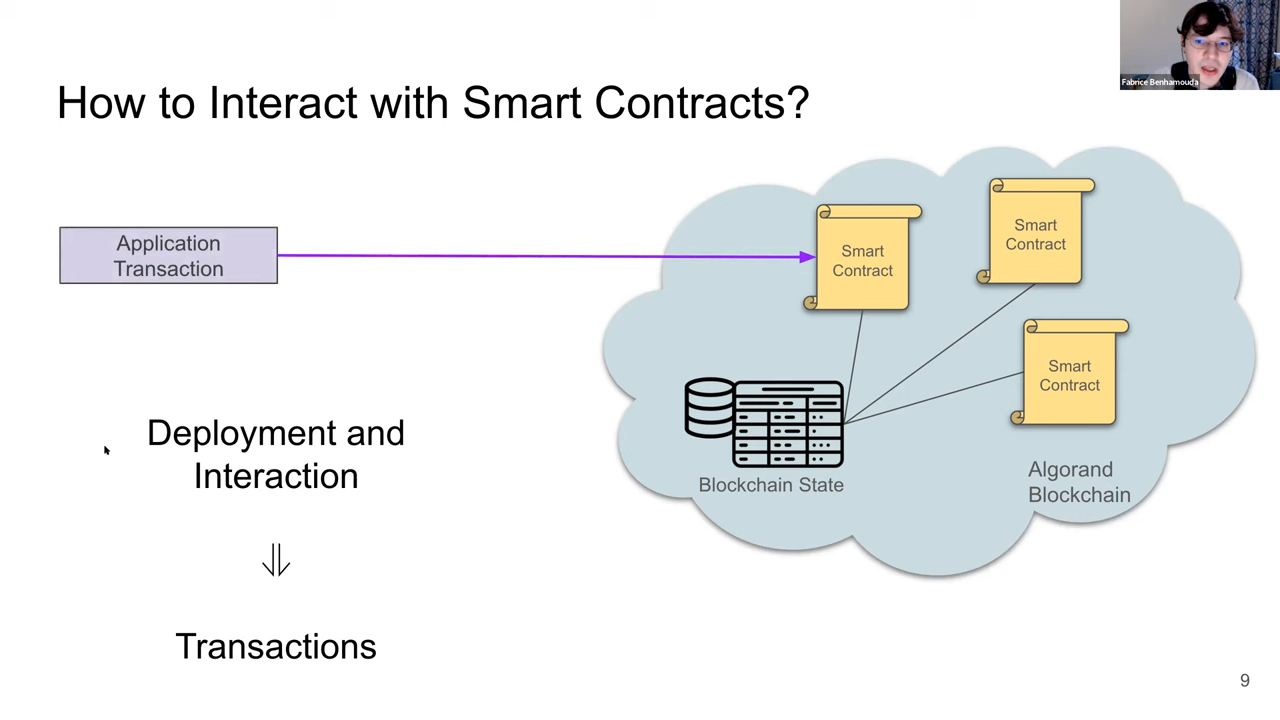 Fabrice Benhamouda
How to Interact with Smart Contracts?
Application
Transaction
Smart
Contract
Smart
Contract
Smart
Contract
Blockchain State
Algorand
Blockchain
Deployment and
Interaction
⇓
Transactions
9